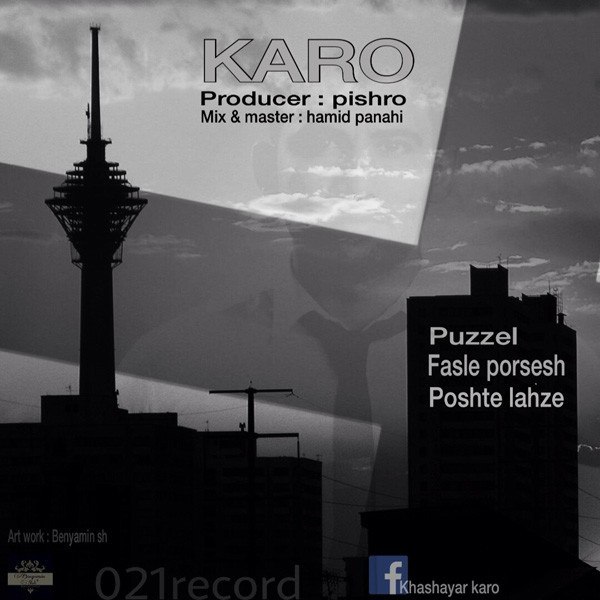 KARO
Producer : pishro
Mix & master : hamid panahi
Puzzel
Fasle porsesh
Poshte lahze
Art work : Benyamin sh
021record
f
Khashayar karo